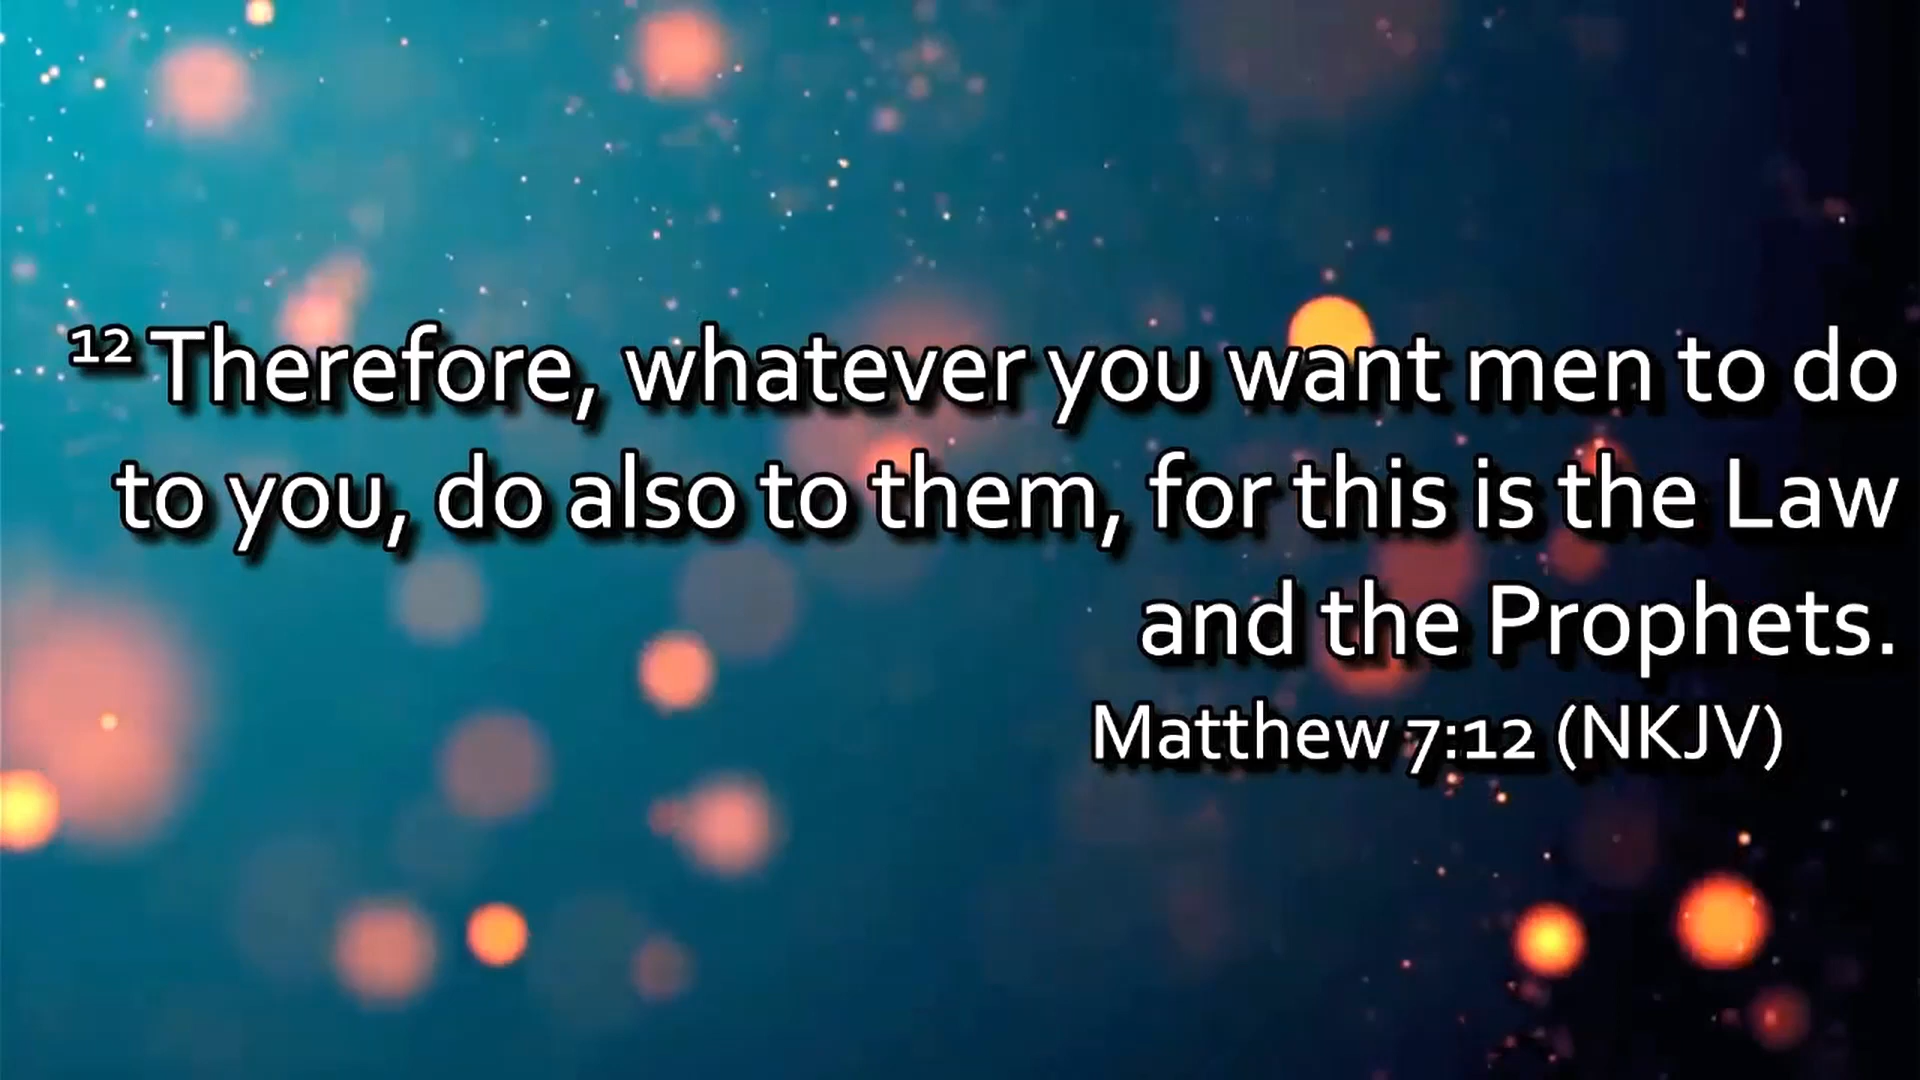 12 Therefore, whatever you want men to do
to you, do also to them, for this is the Law
and the Prophets.
Matthew 7:12 (NKJV)